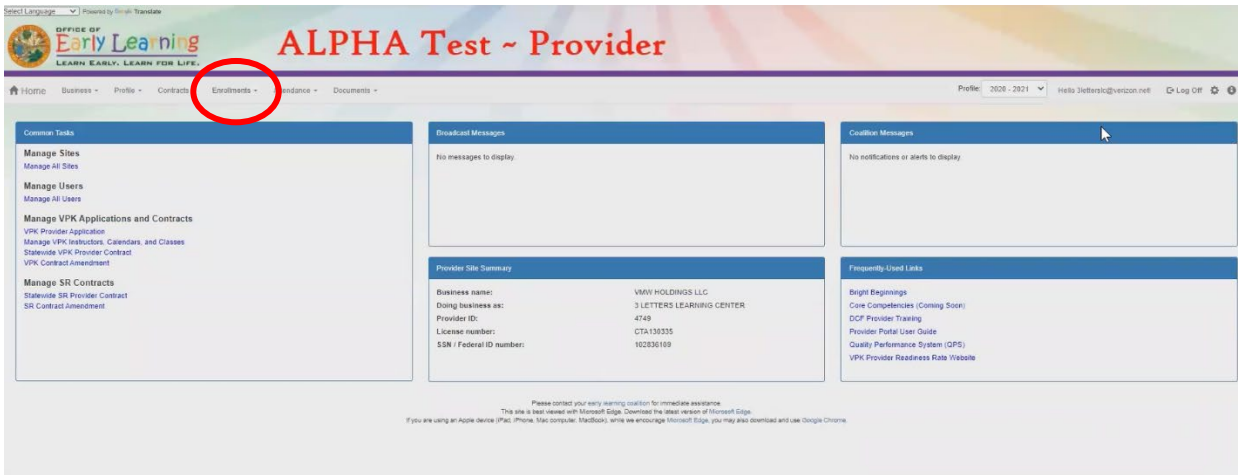 Select Language Powered by Google Translate
OFFICE OF
Early Learning
LEARN EARLY. LEARN FOR LIFE.
ALPHA Test ~ Provider
Home Business Profile Contracts Enrollments Attendance Documents Profile: 2020 - 2021 Hello 3letterslc@verizon.net! Log Off
Common Tasks
Manage Sites
Manage All Sites
Manage Users
Manage All Users
Manage VPK Applications and Contracts
VPK Provider Application
Manage VPK Instructors, Calendars, and Classes
Statewide VPK Provider Contract
VPK Contract Amendment
Manage SR Contracts
Statewide SR Provider Contract
SR Contract Amendment
Broadcast Messages
No messages to display.
Coalition Messages
No notifications or alerts to display.
Provider Site Summary
Business name: VMW HOLDINGS LLC
Doing business as: 3 LETTERS LEARNING CENTER
Provider ID: 4749
License number: CTA130335
SSN / Federal ID number: 102836109
Frequently-Used Links
Bright Beginnings
Core Competencies (Coming Soon)
DCF Provider Training
Provider Portal User Guide
Quality Performance System (QPS)
VPK Provider Readiness Rate Website
Please contact your early learning coalition for immediate assistance.
This site is best viewed with Microsoft Edge. Download the latest version of Microsoft Edge.
If you are using an Apple device (iPad, iPhone, Mac computer, MacBook), while we encourage Microsoft Edge, you may also download and use Google Chrome.